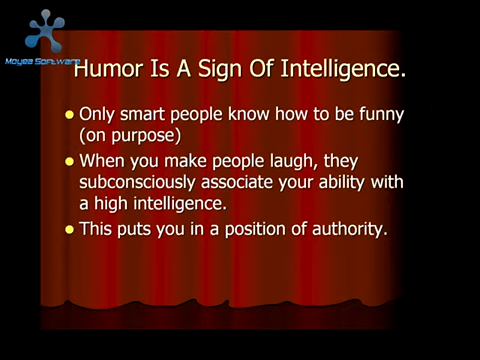 Moyea Software
Humor Is A Sign Of Intelligence.
Only smart people know how to be funny
(on purpose)
When you make people laugh, they
subconsciously associate your ability with
a high intelligence.
This puts you in a position of authority.